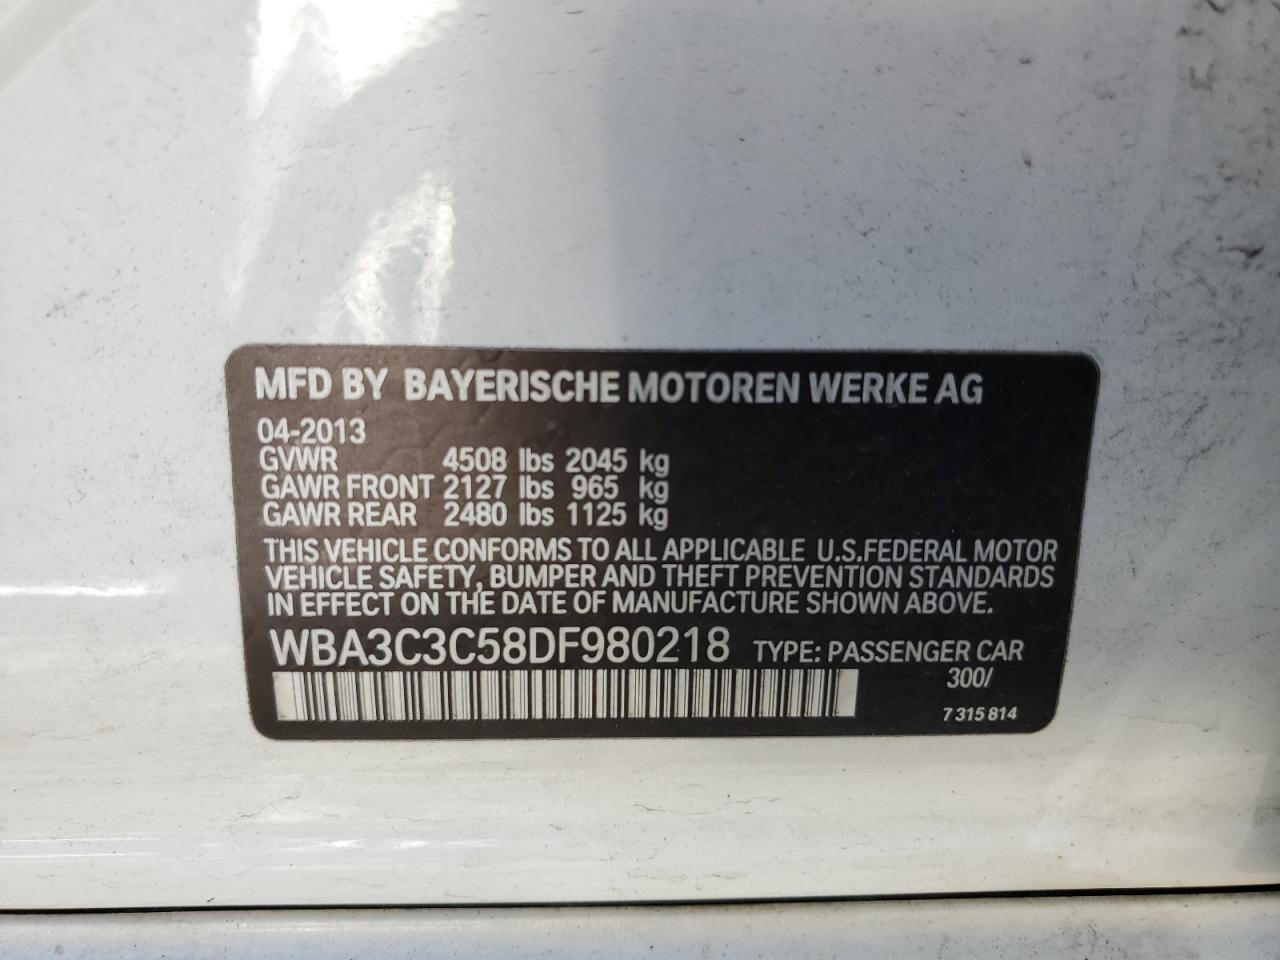 MFD BY BAYERISCHE MOTOREN WERKE AG
04-2013
GVWR 4508 lbs 2045 kg
GAWR FRONT 2127 lbs 965 kg
GAWR REAR 2480 lbs 1125 kg
THIS VEHICLE CONFORMS TO ALL APPLICABLE U.S.FEDERAL MOTOR
VEHICLE SAFETY, BUMPER AND THEFT PREVENTION STANDARDS
IN EFFECT ON THE DATE OF MANUFACTURE SHOWN ABOVE.
WBA3C3C58DF980218 TYPE: PASSENGER CAR
300/
7 315 814